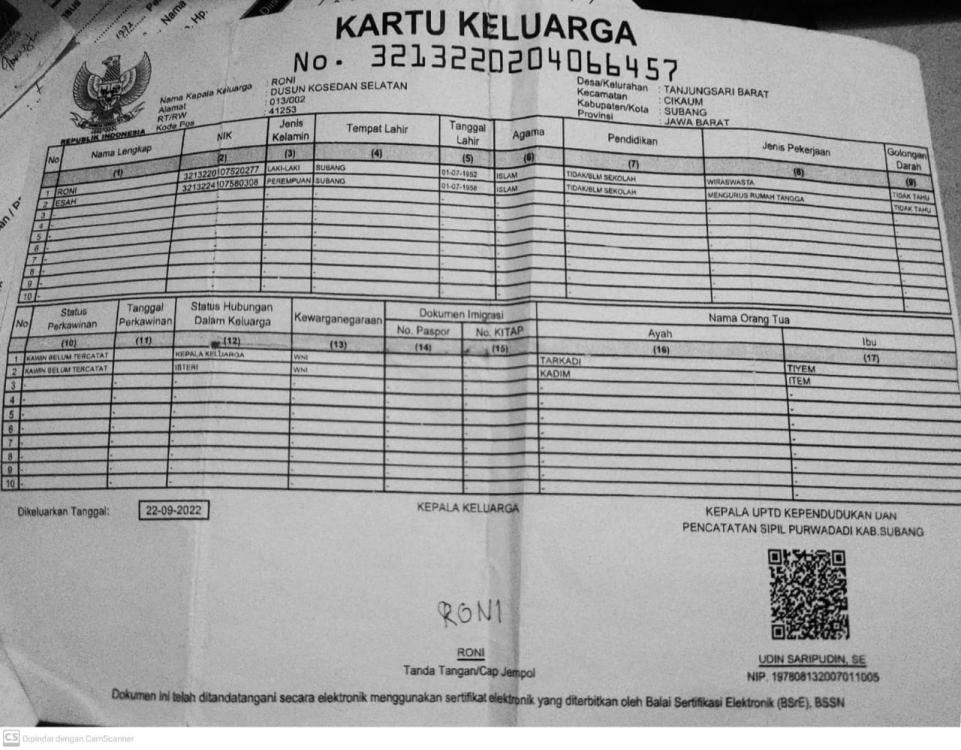 KARTU KELUARGA
No. 3213220204066457
Nama Kepala Keluarga : RONI
Alamat : DUSUN KOSEDAN SELATAN
RT/RW : 013/002
Kode Pos : 41253
Desa/Kelurahan : TANJUNGSARI BARAT
Kecamatan : CIKAUM
Kabupaten/Kota : SUBANG
Provinsi : JAWA BARAT
REPUBLIK INDONESIA
No Nama Lengkap NIK Jenis Kelamin Tempat Lahir Tanggal Lahir Agama Pendidikan Jenis Pekerjaan Golongan Darah
(1) (2) (3) (4) (5) (6) (7) (8) (9)
1 RONI 3213220107520277 LAKI-LAKI SUBANG 01-07-1952 ISLAM TIDAK/BLM SEKOLAH WIRASWASTA TIDAK TAHU
2 ESAH 3213224107580308 PEREMPUAN SUBANG 01-07-1958 ISLAM TIDAK/BLM SEKOLAH MENGURUS RUMAH TANGGA TIDAK TAHU
3 - - - - - - - -
4 - - - - - - - -
5 - - - - - - - -
6 - - - - - - - -
7 - - - - - - - -
8 - - - - - - - -
9 - - - - - - - -
10 - - - - - - - -
No Status Perkawinan Tanggal Perkawinan Status Hubungan Dalam Keluarga Kewarganegaraan Dokumen Imigrasi Nama Orang Tua
No. Paspor No. KITAP Ayah Ibu
(10) (11) (12) (13) (14) (15) (16) (17)
1 KAWIN BELUM TERCATAT KEPALA KELUARGA WNI TARKADI TIYEM
2 KAWIN BELUM TERCATAT ISTERI WNI KADIM ITEM
3 - - - - - - - -
4 - - - - - - - -
5 - - - - - - - -
6 - - - - - - - -
7 - - - - - - - -
8 - - - - - - - -
9 - - - - - - - -
10 - - - - - - - -
Dikeluarkan Tanggal: 22-09-2022
KEPALA KELUARGA
KEPALA UPTD KEPENDUDUKAN DAN
PENCATATAN SIPIL PURWADADI KAB.SUBANG
RONI
RONI
Tanda Tangan/Cap Jempol
UDIN SARIPUDIN, SE
NIP. 197808132007011005
Dokumen ini telah ditandatangani secara elektronik menggunakan sertifikat elektronik yang diterbitkan oleh Balai Sertifikasi Elektronik (BSrE), BSSN
CS Dipindai dengan CamScanner